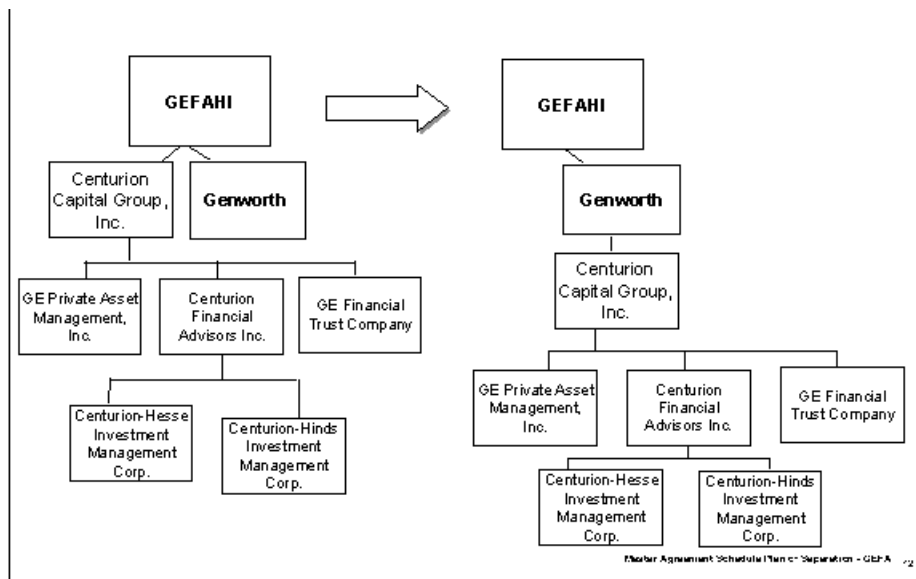 GEFAHI
Centurion
Capital Group,
Inc.
Genworth
GE Private Asset
Management,
Inc.
Centurion
Financial
Advisors Inc.
GE Financial
Trust Company
Centurion-Hesse
Investment
Management
Corp.
Centurion-Hinds
Investment
Management
Corp.
GEFAHI
Genworth
Centurion
Capital Group,
Inc.
GE Private Asset
Management,
Inc.
Centurion
Financial
Advisors Inc.
GE Financial
Trust Company
Centurion-Hesse
Investment
Management
Corp.
Centurion-Hinds
Investment
Management
Corp.
Master Agreement Schedule Plan of Separation - GEFA